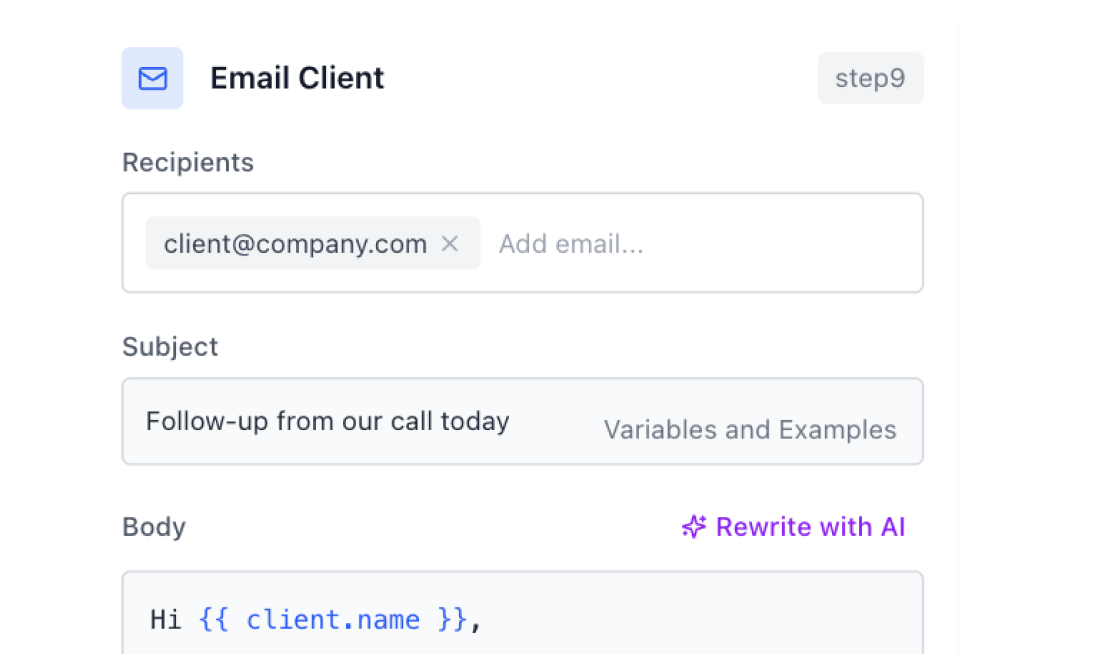 Email Client
step9
Recipients
client@company.com Add email...
Subject
Follow-up from our call today
Variables and Examples
Body
Rewrite with AI
Hi {{ client.name }},